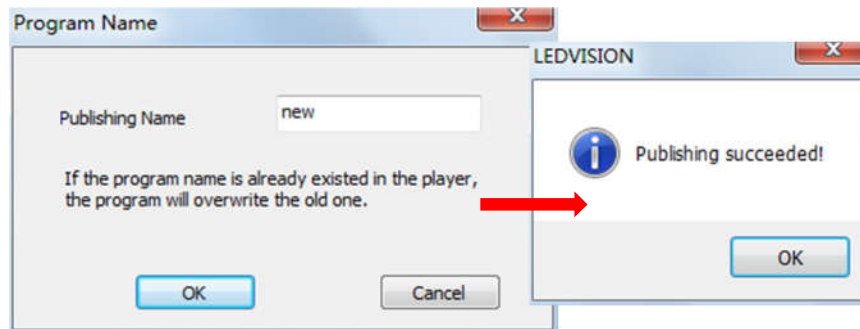 Program Name
Publishing Name
new
If the program name is already existed in the player,
the program will overwrite the old one.
OK
Cancel
LEDVISION
Publishing succeeded!
OK